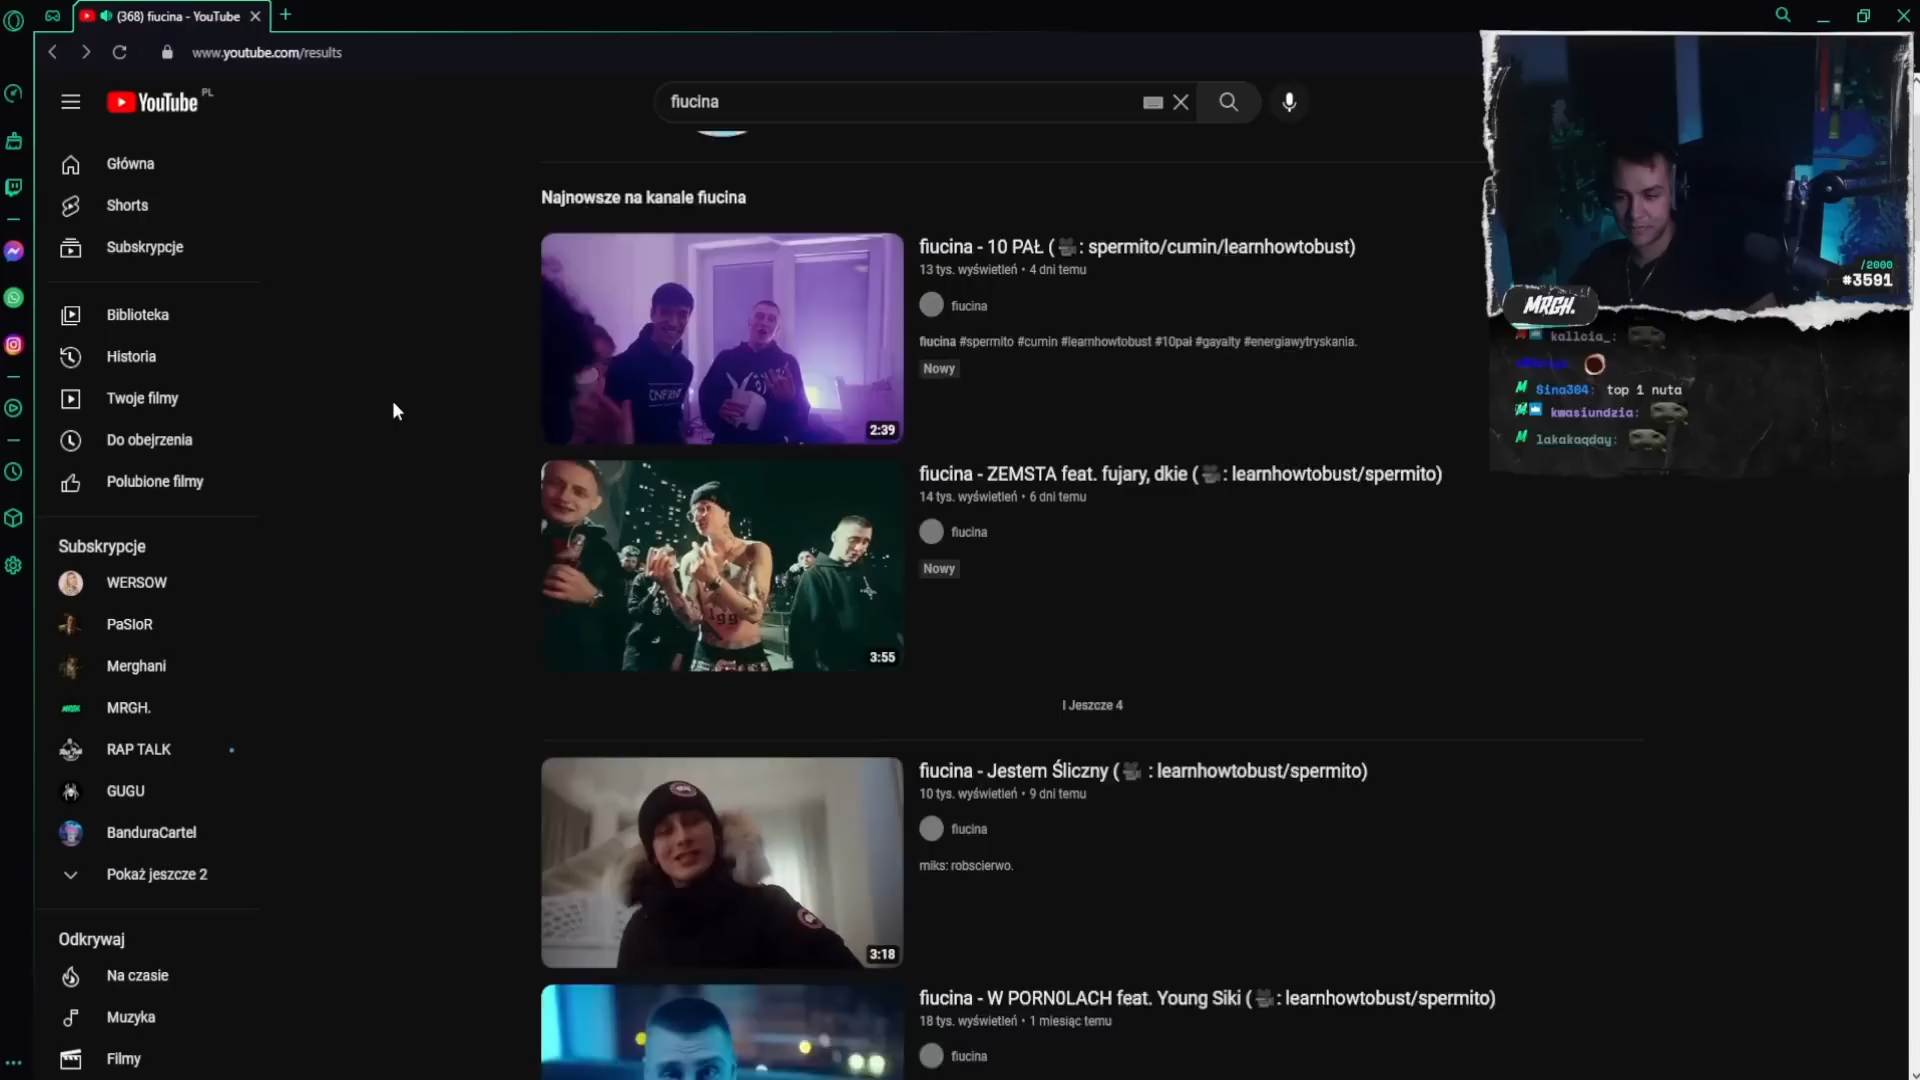 (368) fiucina - YouTube
www.youtube.com/results
YouTube PL
fiucina
Główna
Shorts
Subskrypcje
Biblioteka
Historia
Twoje filmy
Do obejrzenia
Polubione filmy
Subskrypcje
WERSOW
PaSloR
Merghani
MRGH.
RAP TALK
GUGU
BanduraCartel
Pokaż jeszcze 2
Odkrywaj
Na czasie
Muzyka
Filmy
Najnowsze na kanale fiucina
CNFRM
2:39
fiucina - 10 PAŁ (🎥: spermito/cumin/learnhowtobust)
13 tys. wyświetleń • 4 dni temu
fiucina
fiucina #spermito #cumin #learnhowtobust #10pał #gayalty #energiawytryskania.
Nowy
199
3:55
fiucina - ZEMSTA feat. fujary, dkie (🎥: learnhowtobust/spermito)
14 tys. wyświetleń • 6 dni temu
fiucina
Nowy
I Jeszcze 4
3:18
fiucina - Jestem Śliczny (🎥 : learnhowtobust/spermito)
10 tys. wyświetleń • 9 dni temu
fiucina
miks: robscierwo.
fiucina - W PORN0LACH feat. Young Siki (🎥: learnhowtobust/spermito)
18 tys. wyświetleń • 1 miesiąc temu
fiucina
/2000
#3591
MRGH.
kalloia_:
Sina304: top 1 nuta
kwasiundzia:
lakakaqday: